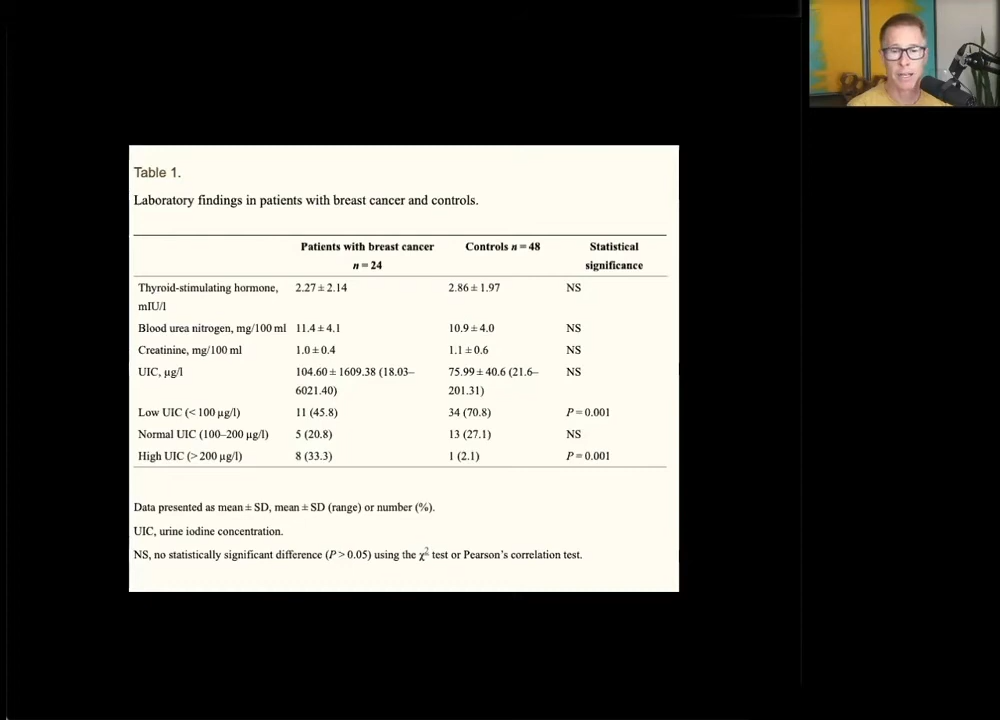 Table 1.
Laboratory findings in patients with breast cancer and controls.
Patients with breast cancer n = 24 Controls n = 48 Statistical significance
Thyroid-stimulating hormone, mIU/l 2.27 ± 2.14 2.86 ± 1.97 NS
Blood urea nitrogen, mg/100 ml 11.4 ± 4.1 10.9 ± 4.0 NS
Creatinine, mg/100 ml 1.0 ± 0.4 1.1 ± 0.6 NS
UIC, µg/l 104.60 ± 1609.38 (18.03–6021.40) 75.99 ± 40.6 (21.6–201.31) NS
Low UIC (< 100 µg/l) 11 (45.8) 34 (70.8) P = 0.001
Normal UIC (100–200 µg/l) 5 (20.8) 13 (27.1) NS
High UIC (> 200 µg/l) 8 (33.3) 1 (2.1) P = 0.001
Data presented as mean ± SD, mean ± SD (range) or number (%).
UIC, urine iodine concentration.
NS, no statistically significant difference (P > 0.05) using the χ² test or Pearson’s correlation test.